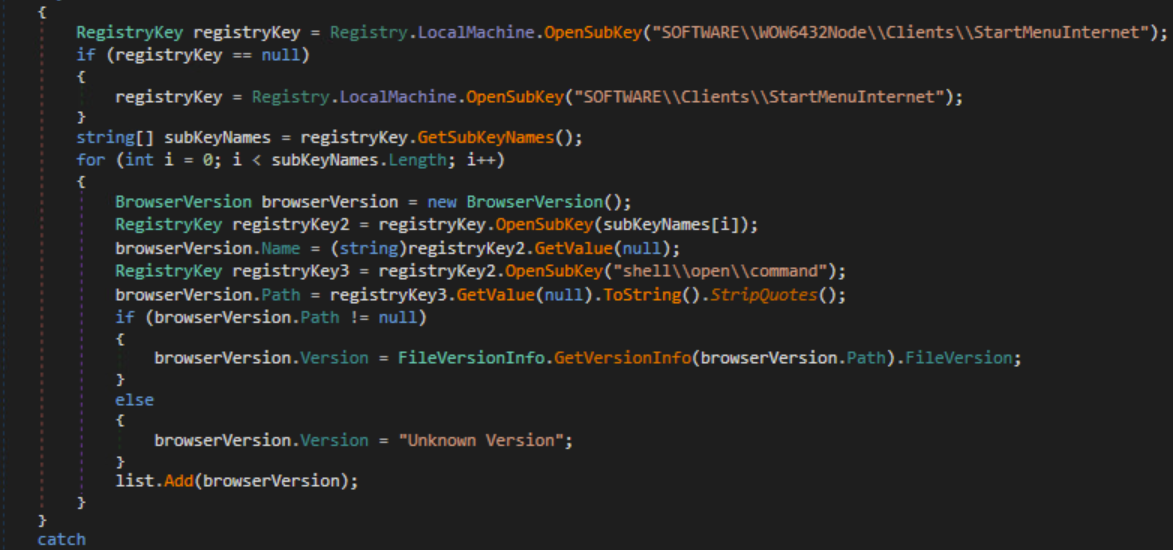 {
RegistryKey registryKey = Registry.LocalMachine.OpenSubKey("SOFTWARE\\WOW6432Node\\Clients\\StartMenuInternet");
if (registryKey == null)
{
registryKey = Registry.LocalMachine.OpenSubKey("SOFTWARE\\Clients\\StartMenuInternet");
}
string[] subKeyNames = registryKey.GetSubKeyNames();
for (int i = 0; i < subKeyNames.Length; i++)
{
BrowserVersion browserVersion = new BrowserVersion();
RegistryKey registryKey2 = registryKey.OpenSubKey(subKeyNames[i]);
browserVersion.Name = (string)registryKey2.GetValue(null);
RegistryKey registryKey3 = registryKey2.OpenSubKey("shell\\open\\command");
browserVersion.Path = registryKey3.GetValue(null).ToString().StripQuotes();
if (browserVersion.Path != null)
{
browserVersion.Version = FileVersionInfo.GetVersionInfo(browserVersion.Path).FileVersion;
}
else
{
browserVersion.Version = "Unknown Version";
}
list.Add(browserVersion);
}
}
catch